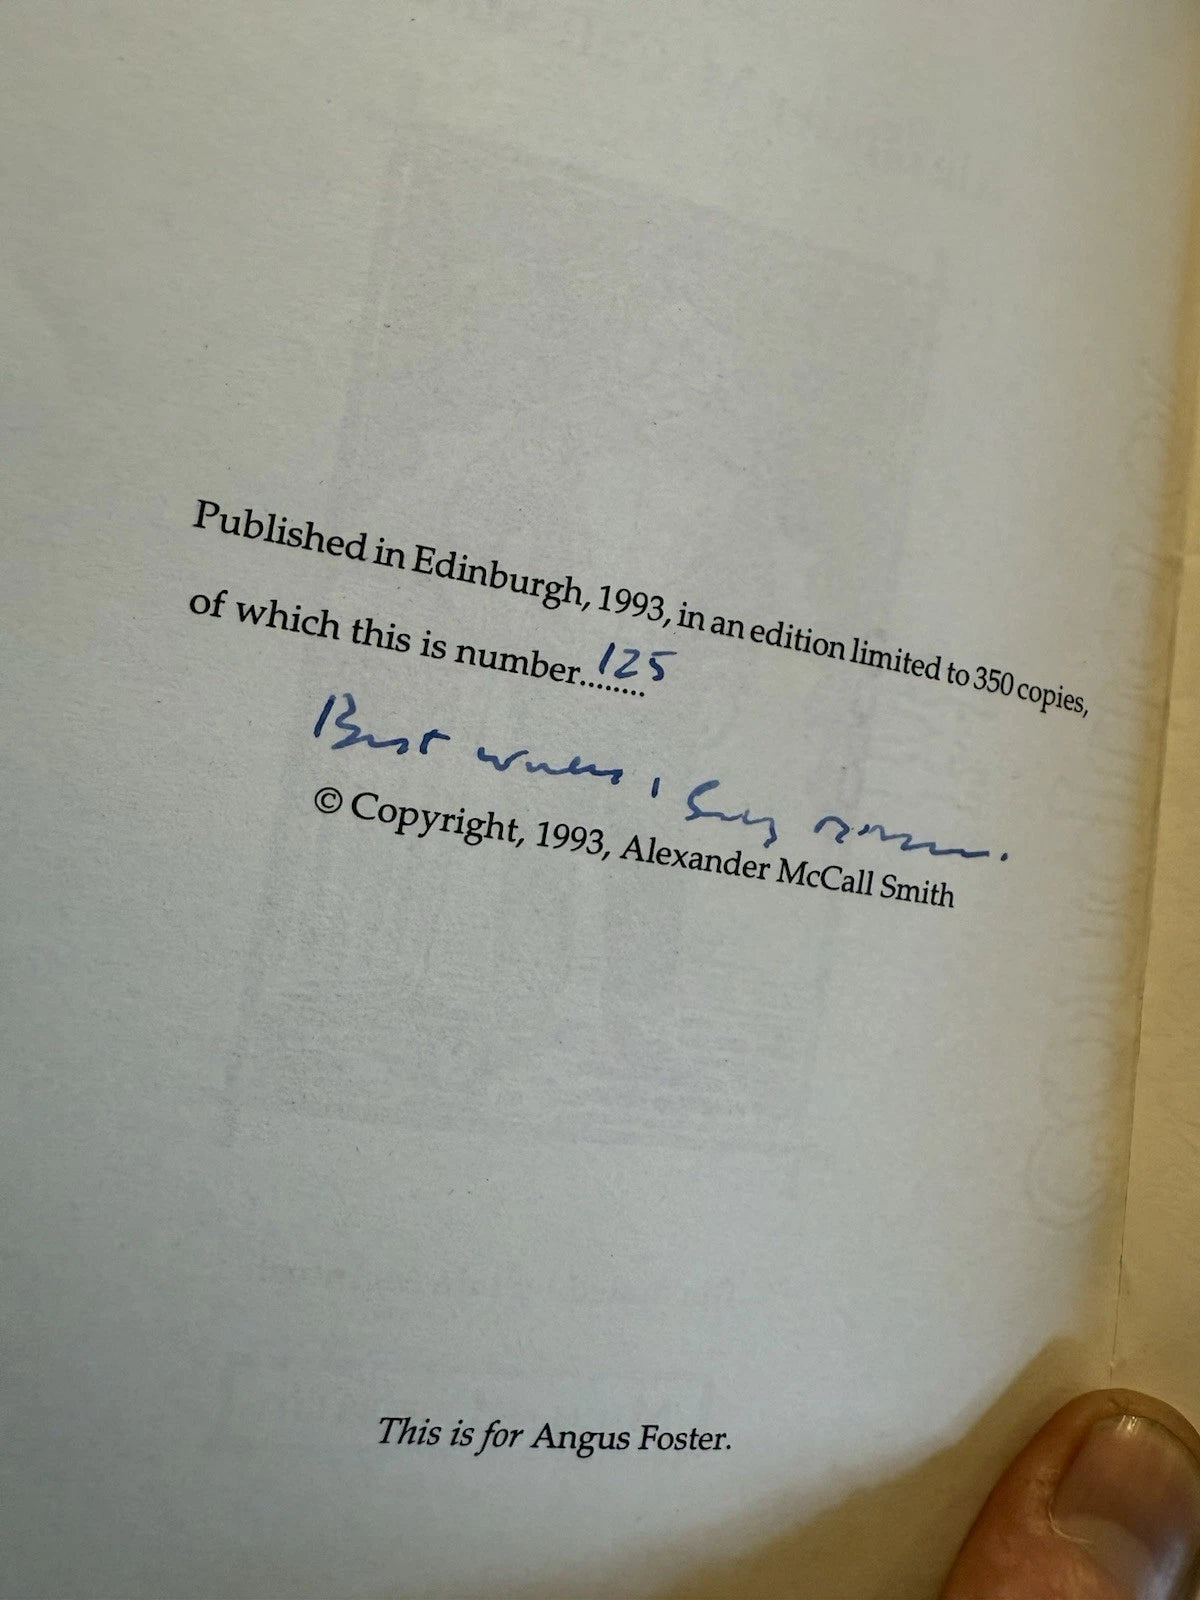 Published in Edinburgh, 1993, in an edition limited to 350 copies,
of which this is number........ 125
Best wishes,
© Copyright, 1993, Alexander McCall Smith
This is for Angus Foster.